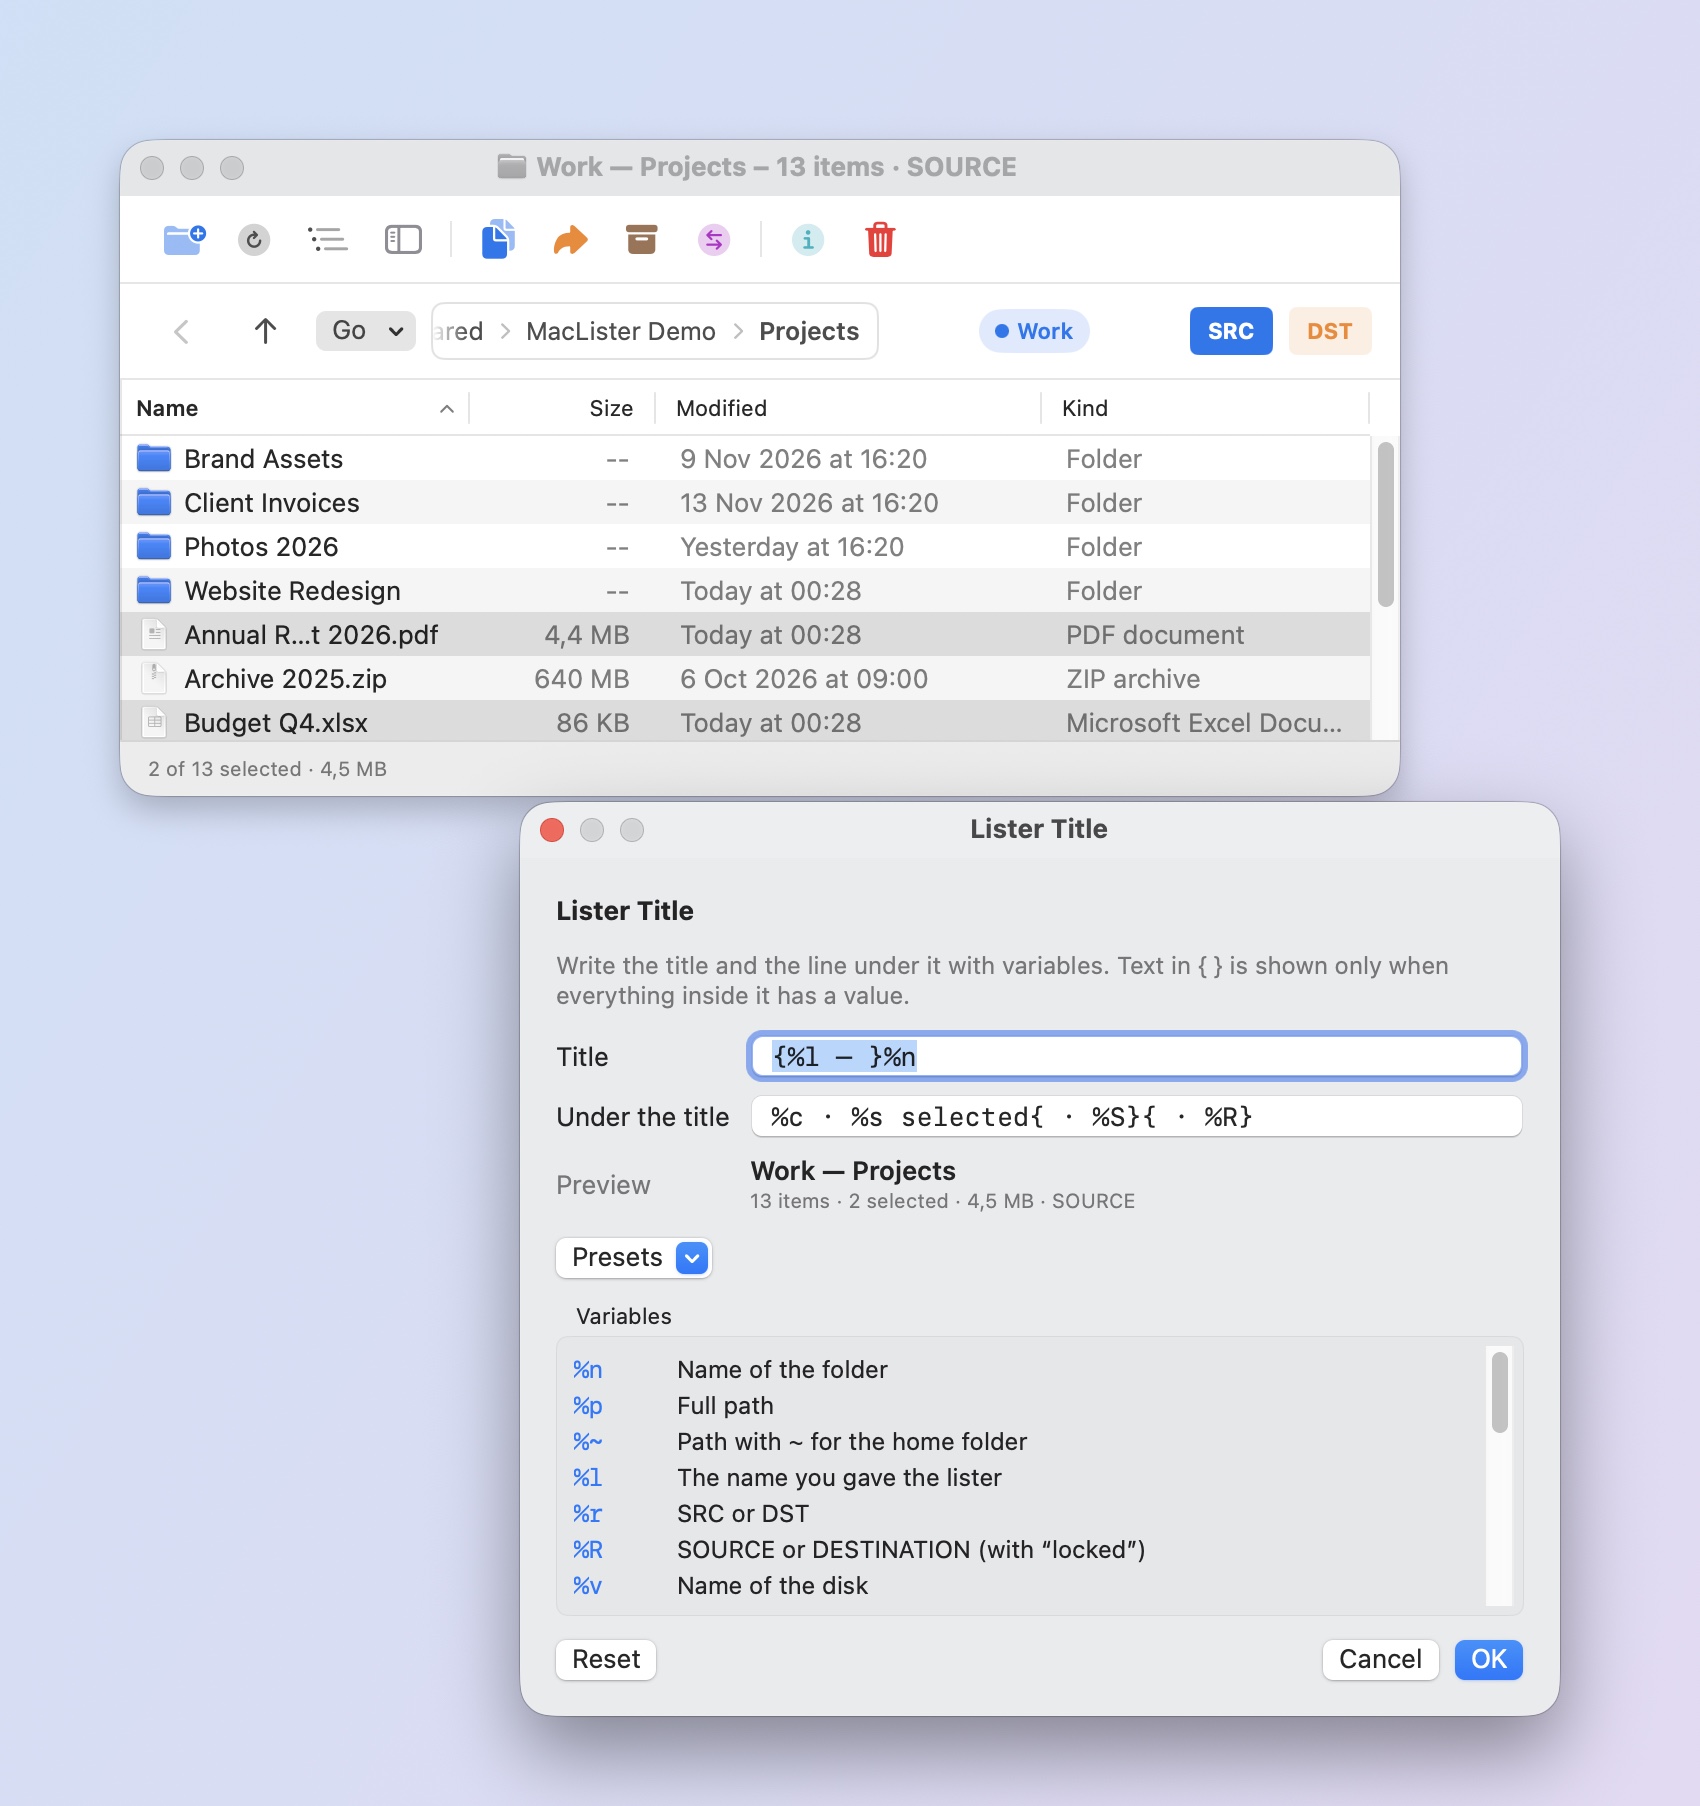 Work — Projects – 13 items · SOURCE
Go
ared > MacLister Demo > Projects
Work
SRC
DST
Name Size Modified Kind
Brand Assets -- 9 Nov 2026 at 16:20 Folder
Client Invoices -- 13 Nov 2026 at 16:20 Folder
Photos 2026 -- Yesterday at 16:20 Folder
Website Redesign -- Today at 00:28 Folder
Annual R...t 2026.pdf 4,4 MB Today at 00:28 PDF document
Archive 2025.zip 640 MB 6 Oct 2026 at 09:00 ZIP archive
Budget Q4.xlsx 86 KB Today at 00:28 Microsoft Excel Docu...
2 of 13 selected · 4,5 MB
Lister Title
Lister Title
Write the title and the line under it with variables. Text in { } is shown only when
everything inside it has a value.
Title {%l — }%n
Under the title %c · %s selected{ · %S}{ · %R}
Preview Work — Projects
13 items · 2 selected · 4,5 MB · SOURCE
Presets
Variables
%n Name of the folder
%p Full path
%~ Path with ~ for the home folder
%l The name you gave the lister
%r SRC or DST
%R SOURCE or DESTINATION (with “locked”)
%v Name of the disk
Reset
Cancel
OK